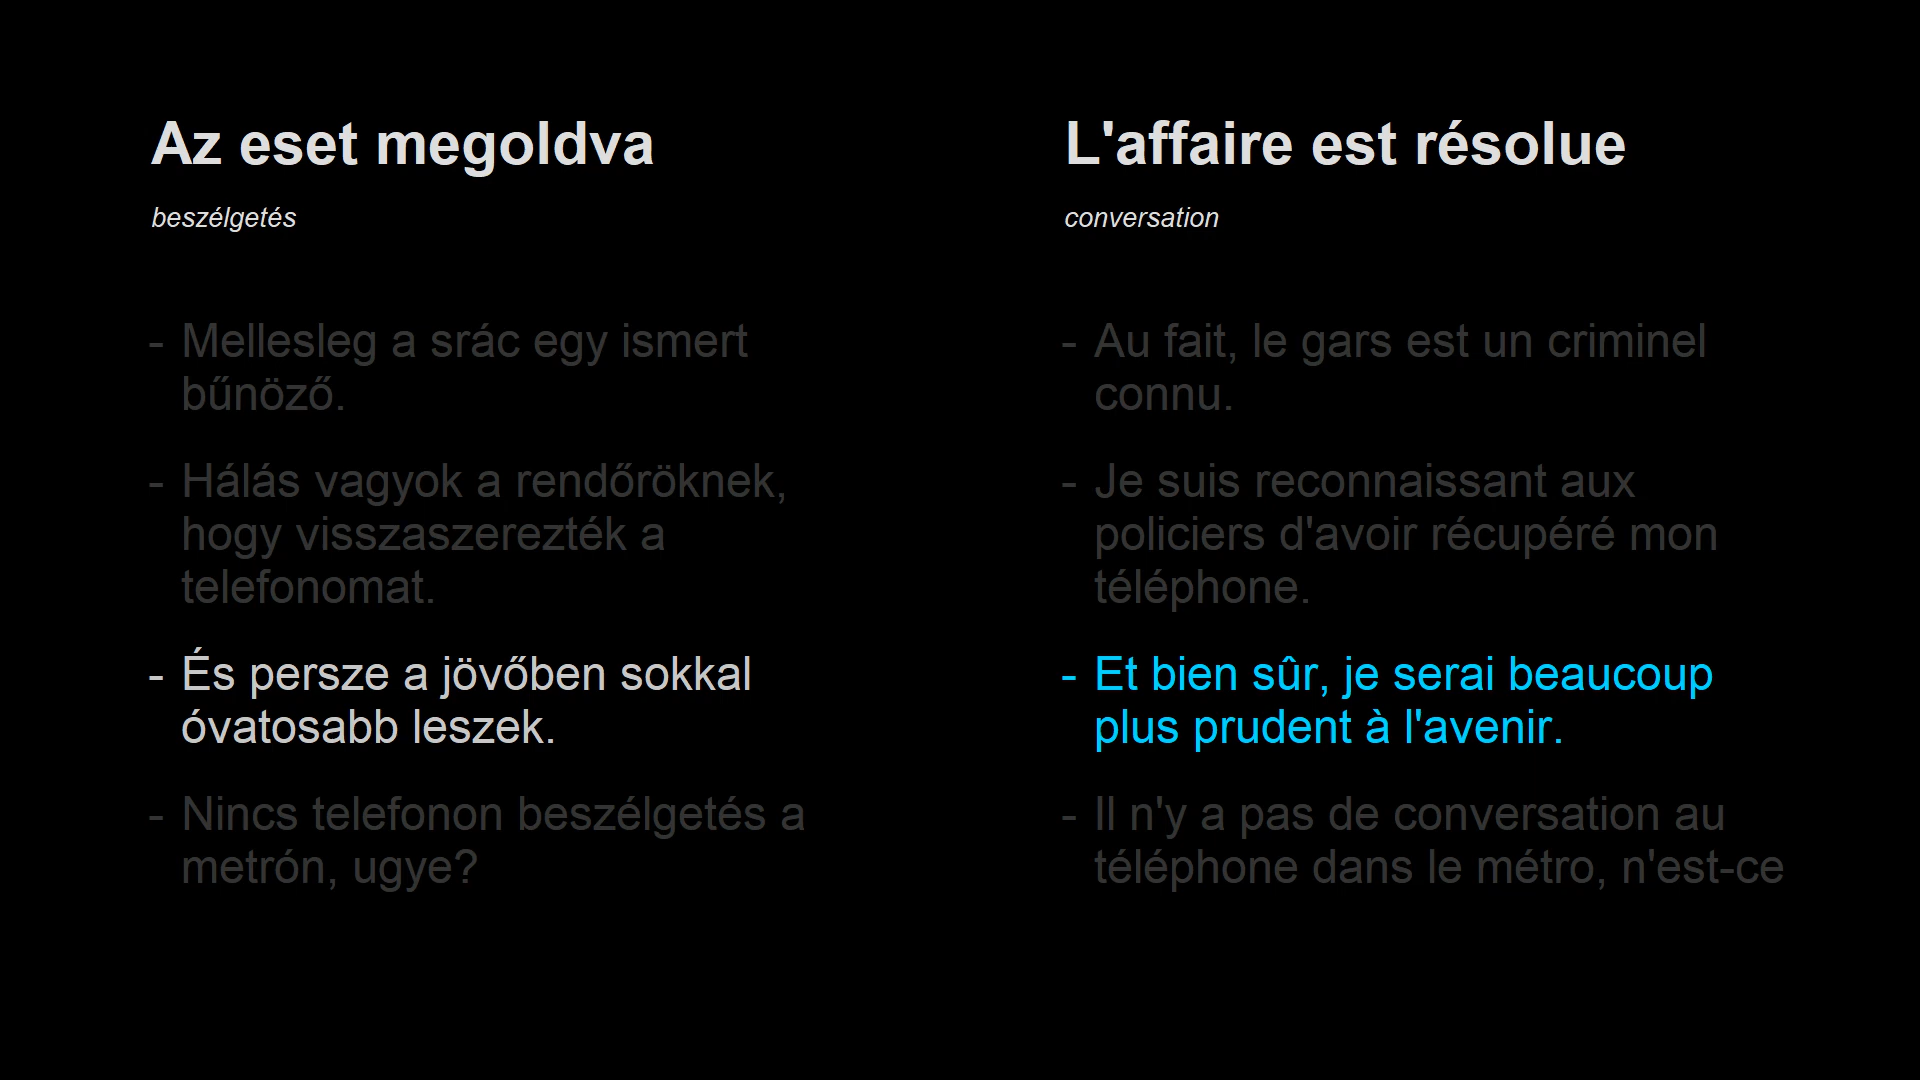 Az eset megoldva
beszélgetés
- Mellesleg a srác egy ismert
bűnöző.
- Hálás vagyok a rendőröknek,
hogy visszaszerezték a
telefonomat.
- És persze a jövőben sokkal
óvatosabb leszek.
- Nincs telefonon beszélgetés a
metrón, ugye?
L'affaire est résolue
conversation
- Au fait, le gars est un criminel
connu.
- Je suis reconnaissant aux
policiers d'avoir récupéré mon
téléphone.
- Et bien sûr, je serai beaucoup
plus prudent à l'avenir.
- Il n'y a pas de conversation au
téléphone dans le métro, n'est-ce